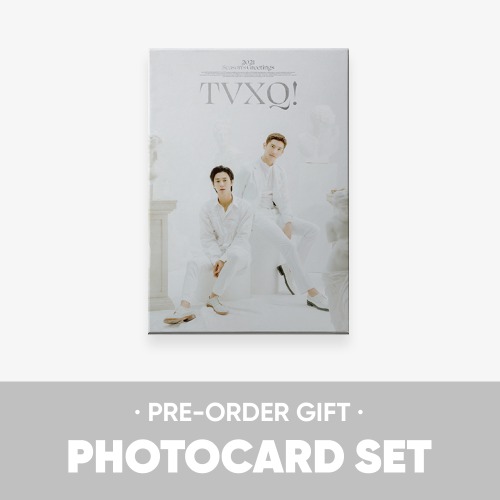 2021
SEASON'S GREETINGS
TVXQ!
· PRE-ORDER GIFT ·
PHOTOCARD SET